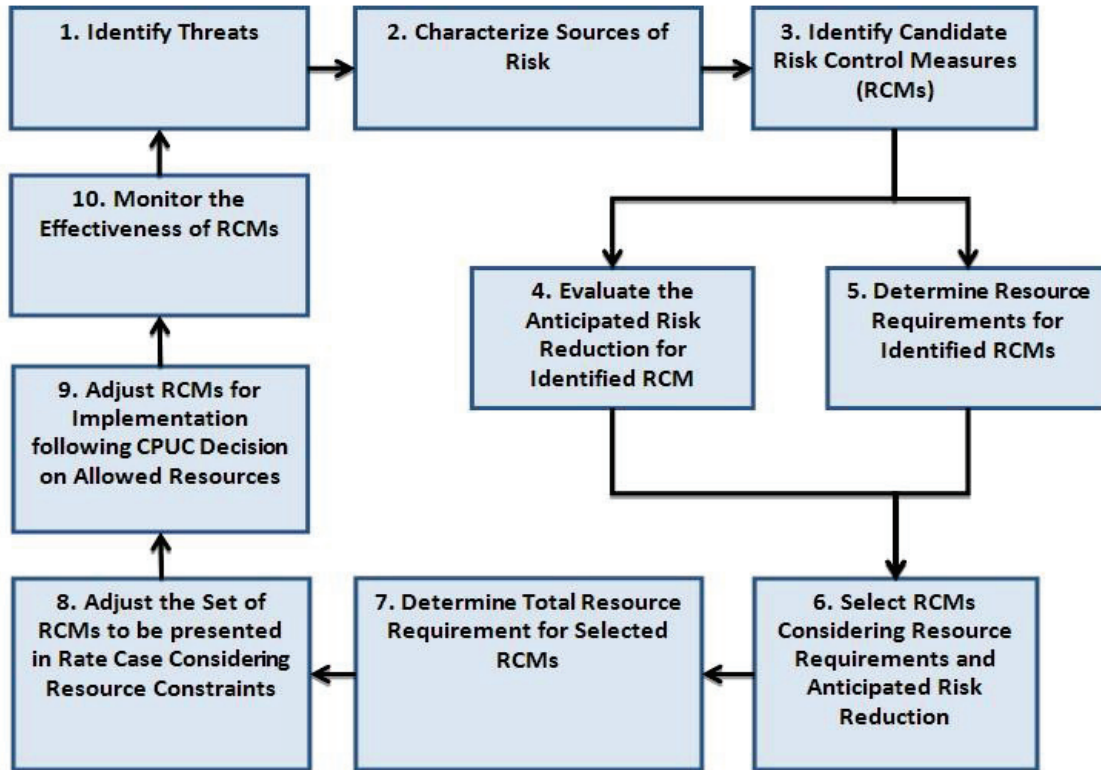 1. Identify Threats
2. Characterize Sources of
Risk
3. Identify Candidate
Risk Control Measures
(RCMs)
10. Monitor the
Effectiveness of RCMs
4. Evaluate the
Anticipated Risk
Reduction for
Identified RCM
5. Determine Resource
Requirements for
Identified RCMs
9. Adjust RCMs for
Implementation
following CPUC Decision
on Allowed Resources
8. Adjust the Set of
RCMs to be presented
in Rate Case Considering
Resource Constraints
7. Determine Total Resource
Requirement for Selected
RCMs
6. Select RCMs
Considering Resource
Requirements and
Anticipated Risk
Reduction